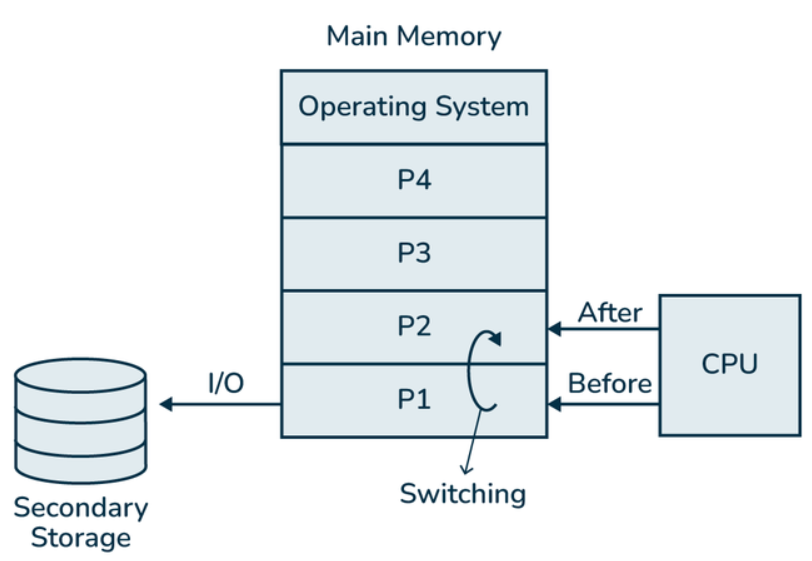 Main Memory
Operating System
P4
P3
P2
After
CPU
I/O
P1
Before
Switching
Secondary
Storage